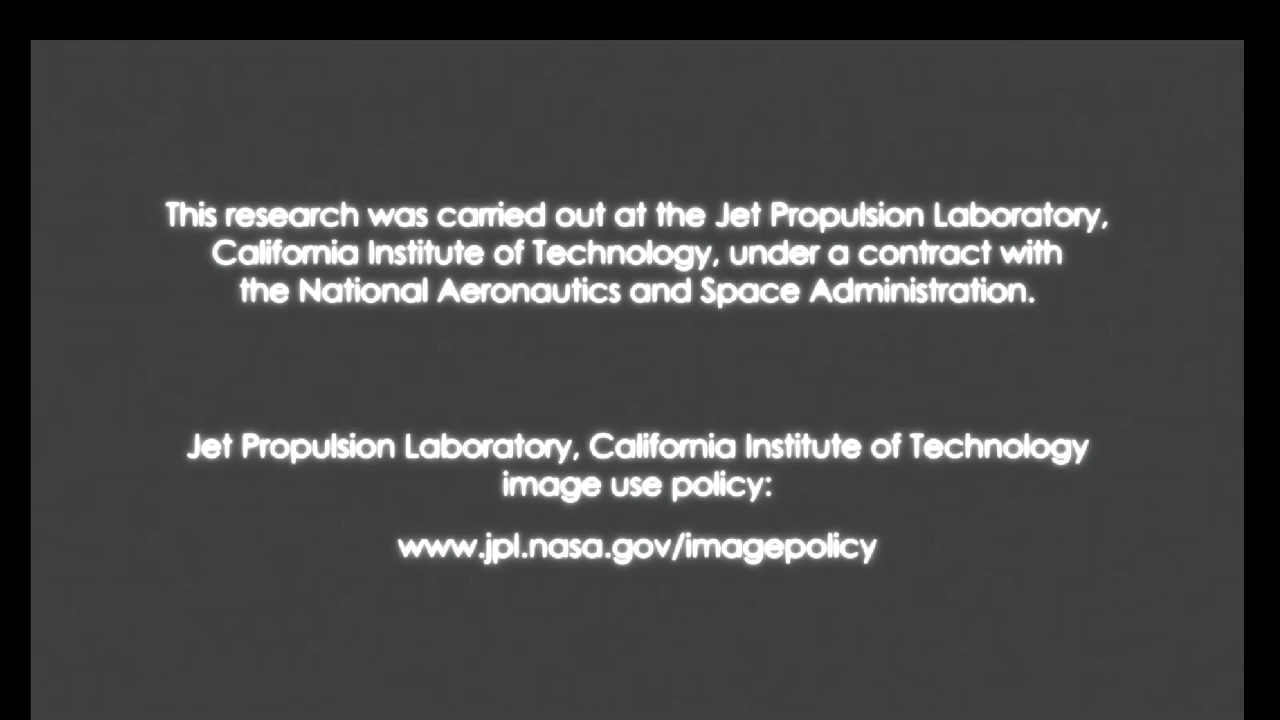 This research was carried out at the Jet Propulsion Laboratory,
California Institute of Technology, under a contract with
the National Aeronautics and Space Administration.
Jet Propulsion Laboratory, California Institute of Technology
image use policy:
www.jpl.nasa.gov/imagepolicy